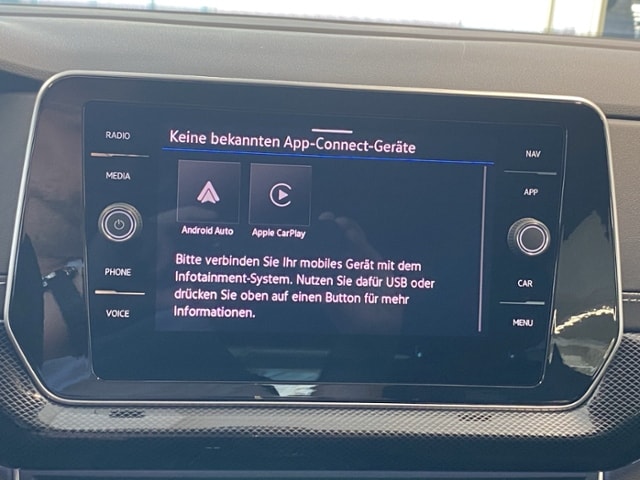 RADIO
MEDIA
PHONE
VOICE
Keine bekannten App-Connect-Geräte
Android Auto
Apple CarPlay
Bitte verbinden Sie Ihr mobiles Gerät mit dem
Infotainment-System. Nutzen Sie dafür USB oder
drücken Sie oben auf einen Button für mehr
Informationen.
NAV
APP
CAR
MENU